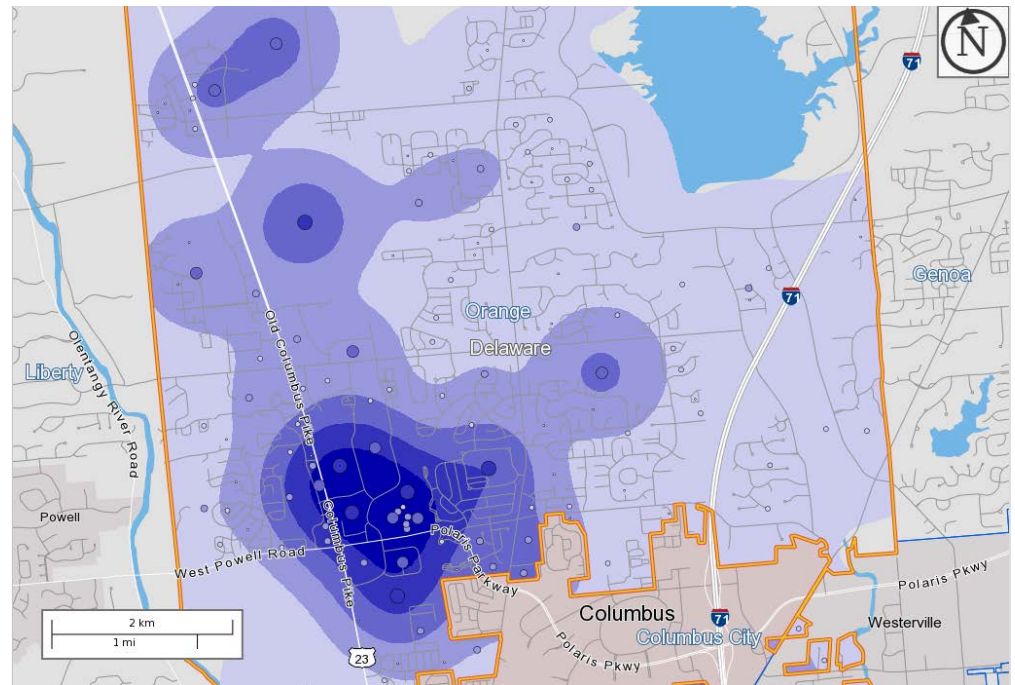 N
71
71
Genoa
Orange
Delaware
Liberty
Olentangy River Road
Old Columbus Pike
Powell
Columbus Pike
West Powell Road
Polaris Parkway
Polaris Pkwy
Columbus
Columbus City
71
Westerville
Polaris Pkwy
2 km
1 mi
23